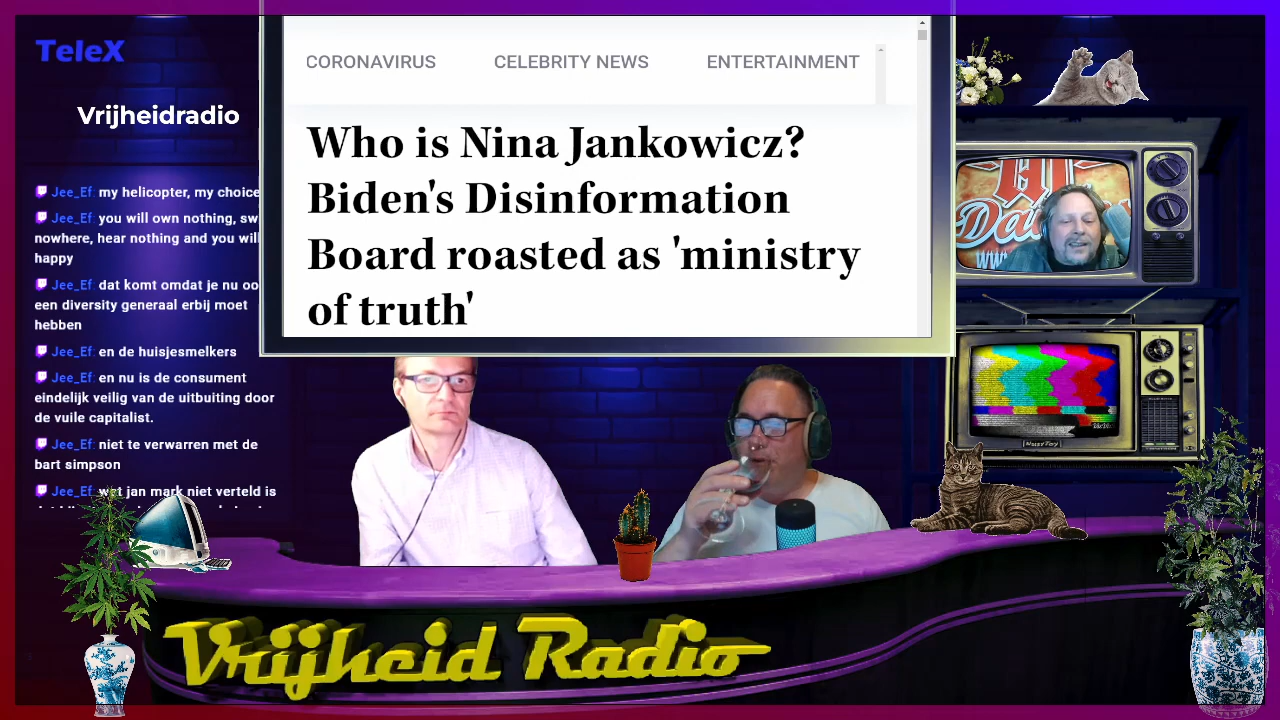 TeleX
Vrijheidradio
Jee_Ef: my helicopter, my choice
Jee_Ef: you will own nothing, sw
nowhere, hear nothing and you wil
happy
Jee_Ef: dat komt omdat je nu oo
een diversity generaal erbij moet
hebben
Jee_Ef: en de huisjesmelkers
Jee_Ef: en nu is de consument
eindelijk veilig van de uitbuiting door
de vuile capitalist.
Jee_Ef: niet te verwarren met de
bart simpson
Jee_Ef: wat jan mark niet verteld is
CORONAVIRUS
CELEBRITY NEWS
ENTERTAINMENT
Who is Nina Jankowicz?
Biden's Disinformation
Board roasted as 'ministry
of truth'
Vrijheid Radio